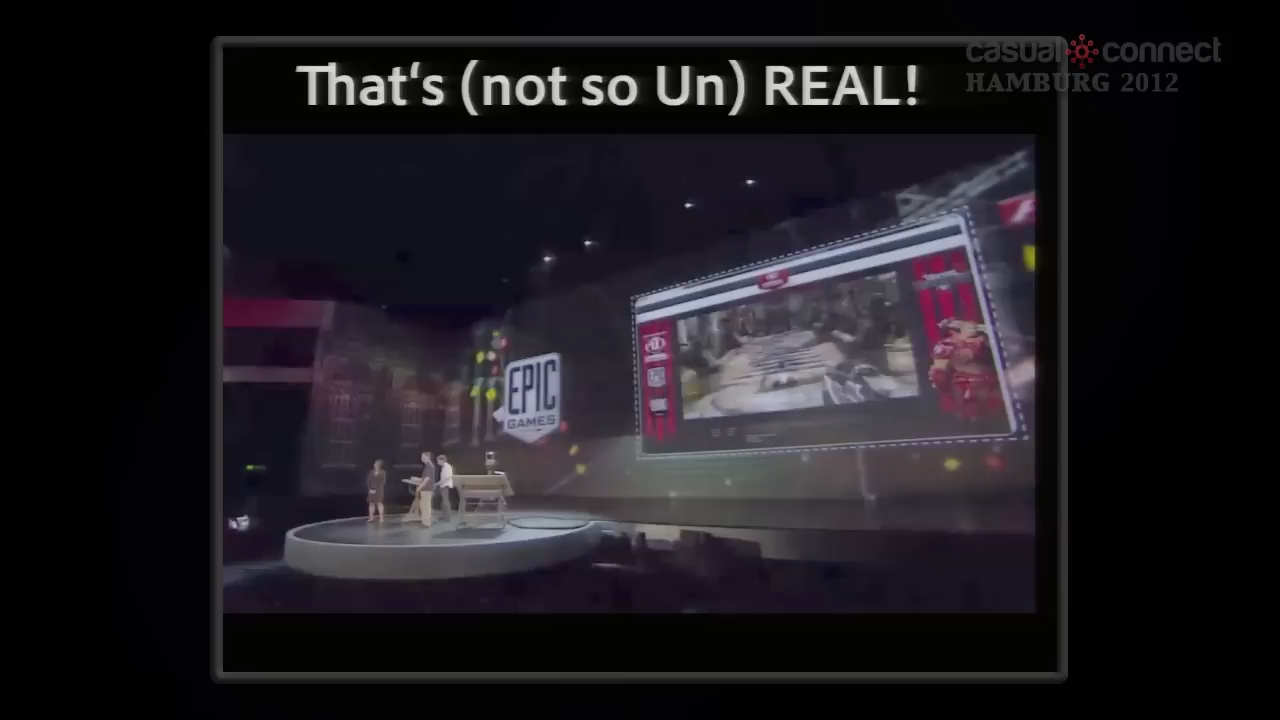 That‘s (not so Un) REAL!
casual connect
HAMBURG 2012
EPIC
GAMES